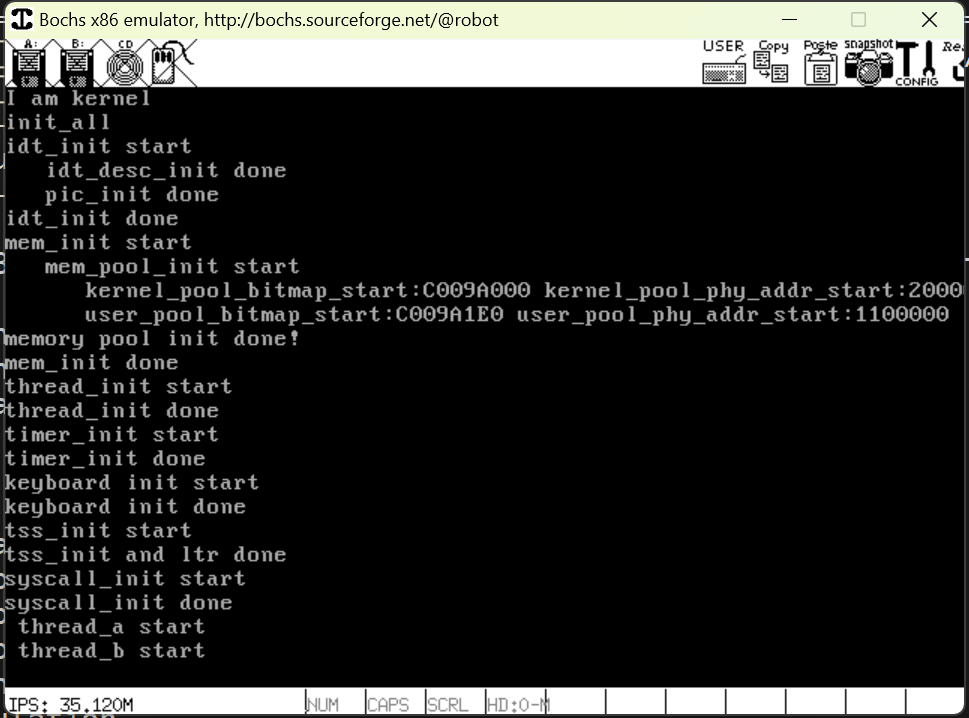 Bochs x86 emulator, http://bochs.sourceforge.net/@robot
A: B: CD USER Copy Paste snapshot CONFIG
I am kernel
init_all
idt_init start
idt_desc_init done
pic_init done
idt_init done
mem_init start
mem_pool_init start
kernel_pool_bitmap_start:C009A000 kernel_pool_phy_addr_start:2000
user_pool_bitmap_start:C009A1E0 user_pool_phy_addr_start:1100000
memory pool init done!
mem_init done
thread_init start
thread_init done
timer_init start
timer_init done
keyboard init start
keyboard init done
tss_init start
tss_init and ltr done
syscall_init start
syscall_init done
thread_a start
thread_b start
IPS: 35.120M NUM CAPS SCRL HD:0-M